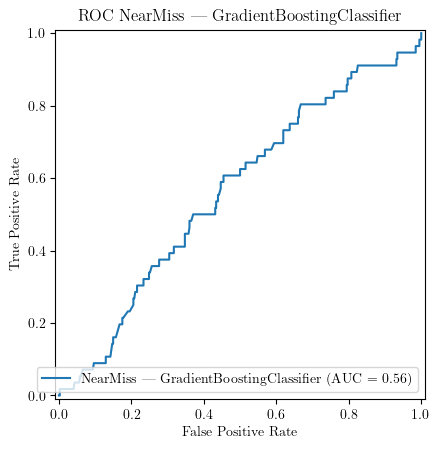 ROC NearMiss — GradientBoostingClassifier
1.0
0.8
0.6
0.4
0.2
0.0
True Positive Rate
NearMiss — GradientBoostingClassifier (AUC = 0.56)
0.0 0.2 0.4 0.6 0.8 1.0
False Positive Rate